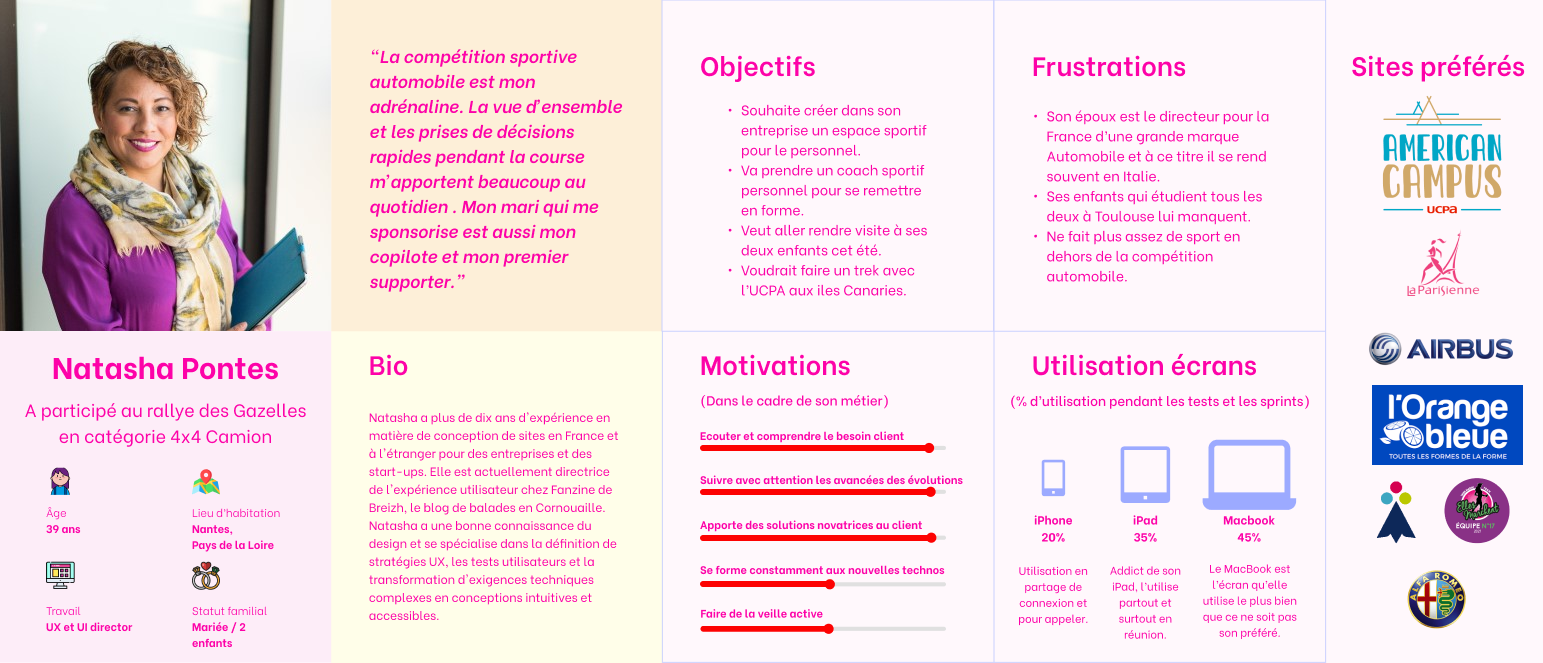 “La compétition sportive
automobile est mon
adrénaline. La vue d’ensemble
et les prises de décisions
rapides pendant la course
m’apportent beaucoup au
quotidien . Mon mari qui me
sponsorise est aussi mon
copilote et mon premier
supporter.”
Objectifs
• Souhaite créer dans son
entreprise un espace sportif
pour le personnel.
• Va prendre un coach sportif
personnel pour se remettre
en forme.
• Veut aller rendre visite à ses
deux enfants cet été.
• Voudrait faire un trek avec
l’UCPA aux iles Canaries.
Frustrations
• Son époux est le directeur pour la
France d’une grande marque
Automobile et à ce titre il se rend
souvent en Italie.
• Ses enfants qui étudient tous les
deux à Toulouse lui manquent.
• Ne fait plus assez de sport en
dehors de la compétition
automobile.
Sites préférés
AMERICAN
CAMPUS
UCPA
La Parisienne
Natasha Pontes
A participé au rallye des Gazelles
en catégorie 4x4 Camion
Âge
39 ans
Lieu d’habitation
Nantes,
Pays de la Loire
Travail
UX et UI director
Statut familial
Mariée / 2
enfants
Bio
Natasha a plus de dix ans d'expérience en
matière de conception de sites en France et
à l'étranger pour des entreprises et des
start-ups. Elle est actuellement directrice
de l'expérience utilisateur chez Fanzine de
Breizh, le blog de balades en Cornouaille.
Natasha a une bonne connaissance du
design et se spécialise dans la définition de
stratégies UX, les tests utilisateurs et la
transformation d'exigences techniques
complexes en conceptions intuitives et
accessibles.
Motivations
(Dans le cadre de son métier)
Ecouter et comprendre le besoin client
Suivre avec attention les avancées des évolutions
Apporte des solutions novatrices au client
Se forme constamment aux nouvelles technos
Faire de la veille active
Utilisation écrans
(% d’utilisation pendant les tests et les sprints)
iPhone
20%
Utilisation en
partage de
connexion et
pour appeler.
iPad
35%
Addict de son
iPad, l’utilise
partout et
surtout en
réunion.
Macbook
45%
Le MacBook est
l’écran qu’elle
utilise le plus bien
que ce ne soit pas
son préféré.
AIRBUS
l’Orange
bleue
TOUTES LES FORMES DE LA FORME
Elles
Marchent
ÉQUIPE N°17
ALFA ROMEO